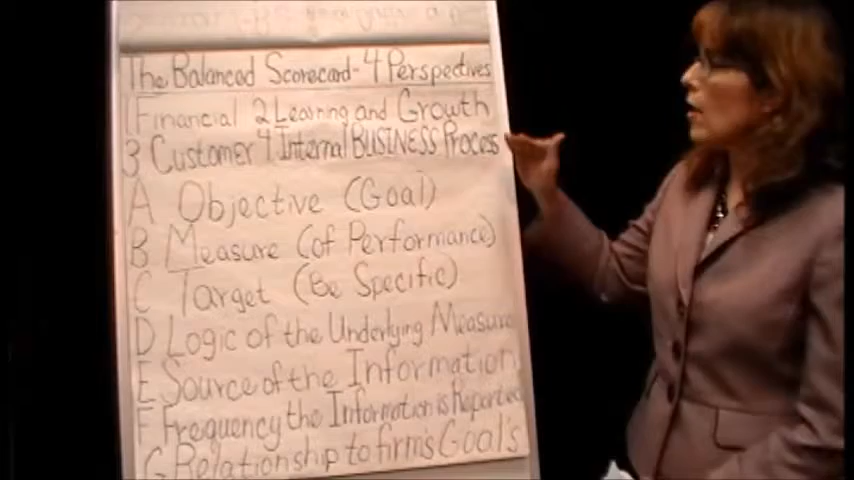 The Balanced Scorecard - 4 Perspectives
1 Financial 2 Learning and Growth
3 Customer 4 Internal BUSINESS Process
A Objective (Goal)
B Measure (of Performance)
C Target (Be Specific)
D Logic of the Underlying Measure
E Source of the Information
F Frequency the Information is Reported
G Relationship to firm's Goal's